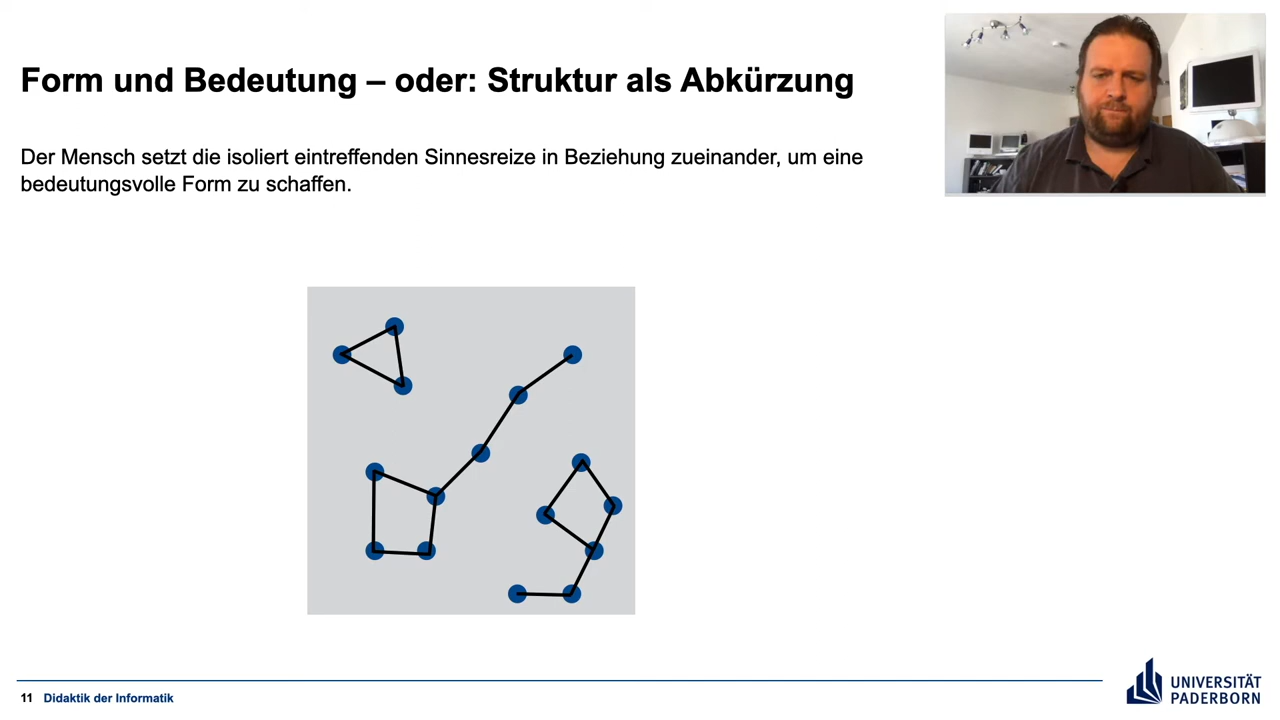 Form und Bedeutung – oder: Struktur als Abkürzung
Der Mensch setzt die isoliert eintreffenden Sinnesreize in Beziehung zueinander, um eine
bedeutungsvolle Form zu schaffen.
11 Didaktik der Informatik
UNIVERSITÄT
PADERBORN